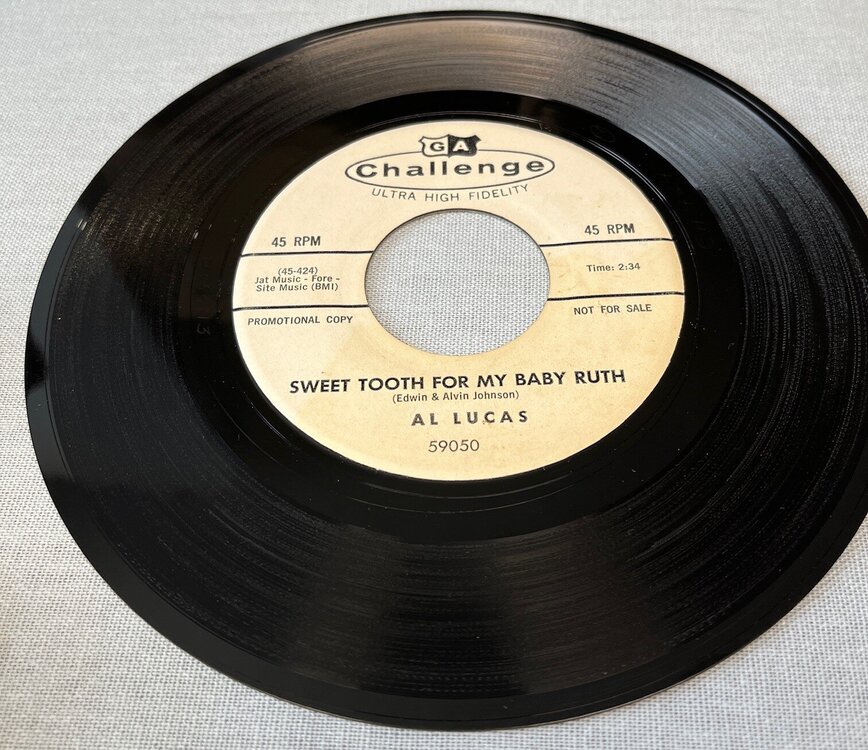 GA
Challenge
ULTRA HIGH FIDELITY
45 RPM
45 RPM
(45-424)
Jat Music - Fore -
Site Music (BMI)
Time: 2:34
PROMOTIONAL COPY
NOT FOR SALE
SWEET TOOTH FOR MY BABY RUTH
(Edwin & Alvin Johnson)
AL LUCAS
59050